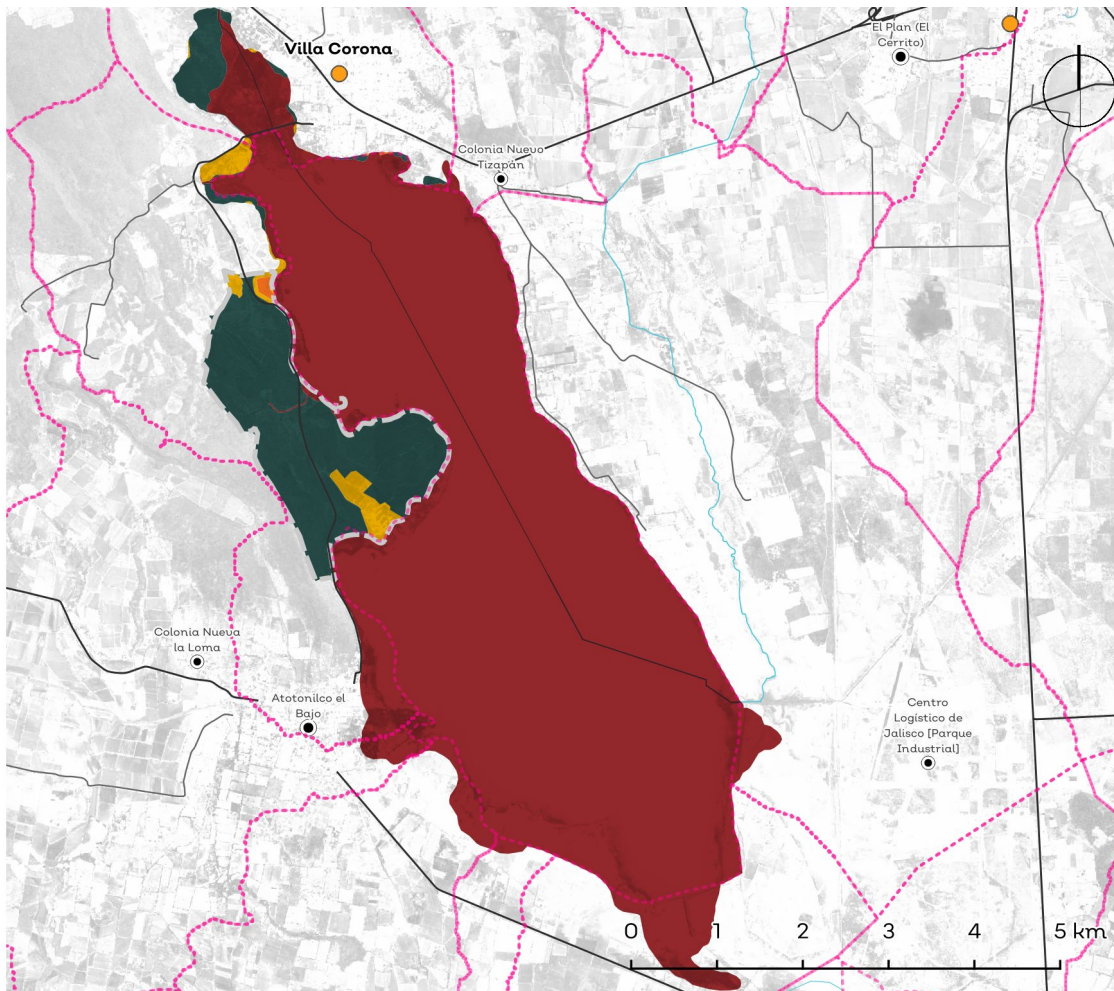 El Plan (El
Cerrito)
Villa Corona
Colonia Nuevo
Tizapán
Colonia Nueva
la Loma
Atotonilco el
Bajo
Centro
Logístico de
Jalisco [Parque
Industrial]
0 1 2 3 4 5 km